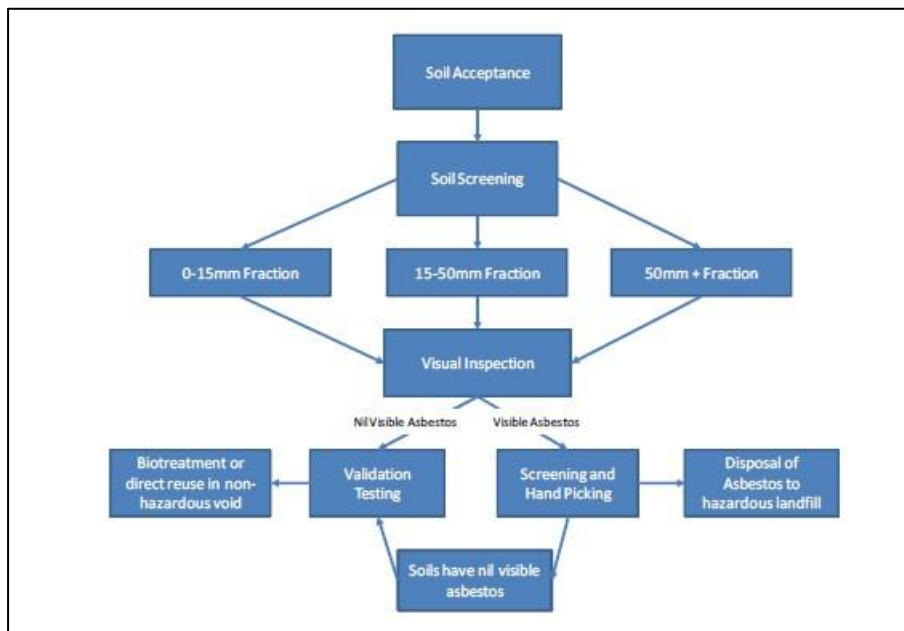 Soil Acceptance
Soil Screening
0-15mm Fraction
15-50mm Fraction
50mm + Fraction
Visual Inspection
Nil Visible Asbestos
Visible Asbestos
Biotreatment or
direct reuse in non-
hazardous void
Validation
Testing
Screening and
Hand Picking
Disposal of
Asbestos to
hazardous landfill
Soils have nil visible
asbestos